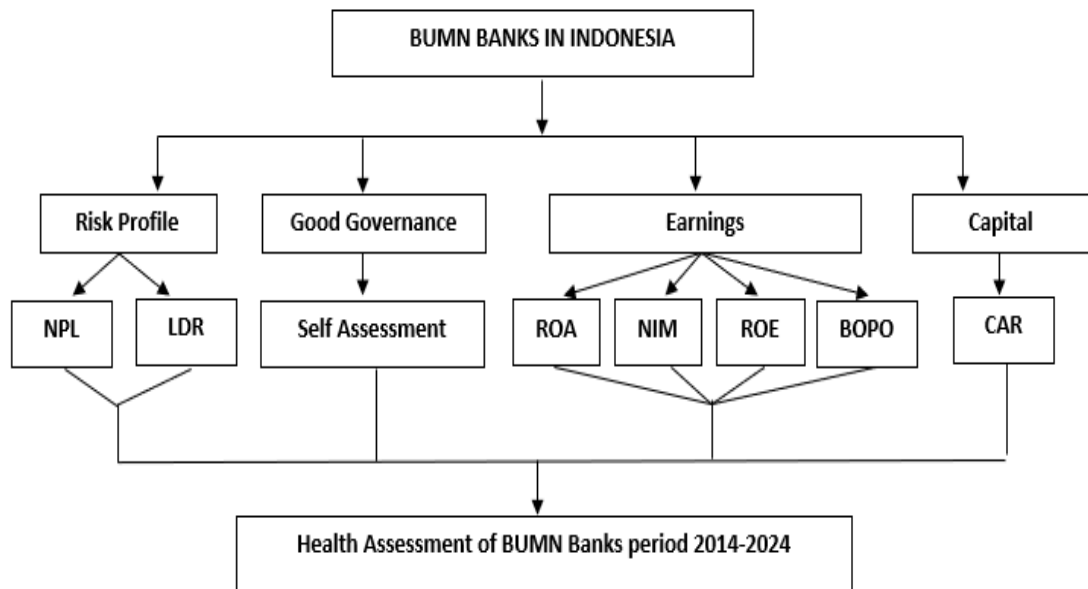 BUMN BANKS IN INDONESIA
Risk Profile
Good Governance
Earnings
Capital
NPL
LDR
Self Assessment
ROA
NIM
ROE
BOPO
CAR
Health Assessment of BUMN Banks period 2014-2024